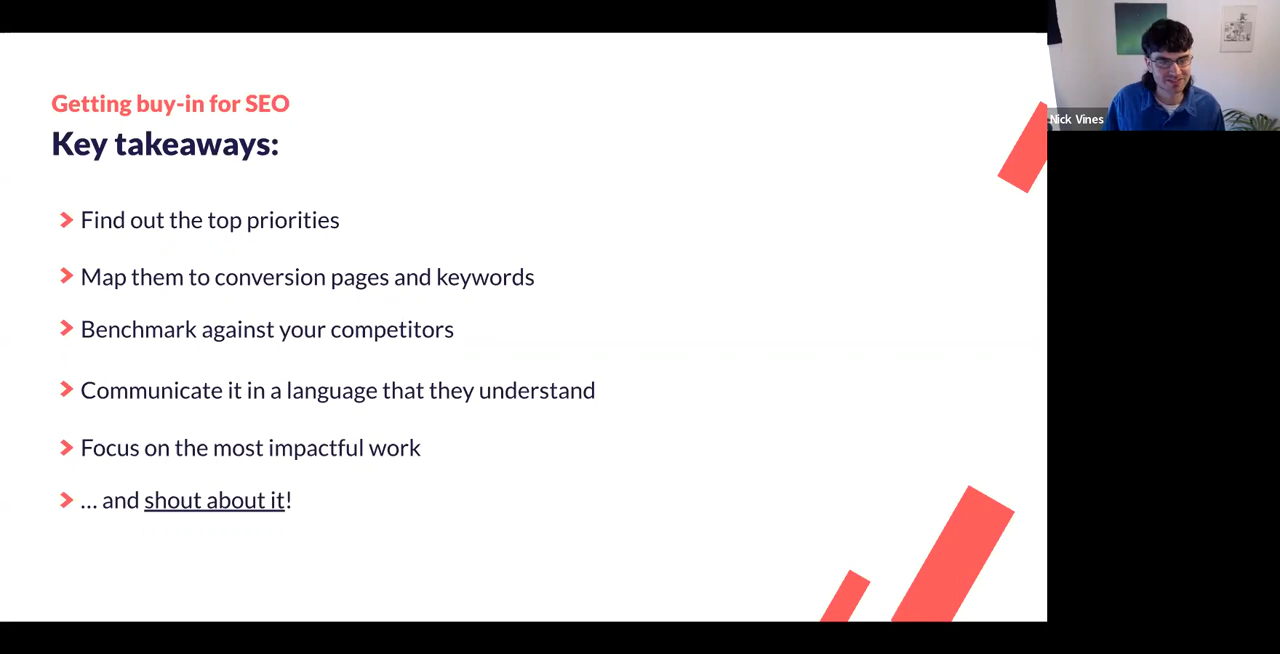 Getting buy-in for SEO
Key takeaways:
Find out the top priorities
Map them to conversion pages and keywords
Benchmark against your competitors
Communicate it in a language that they understand
Focus on the most impactful work
... and shout about it!
Nick Vines